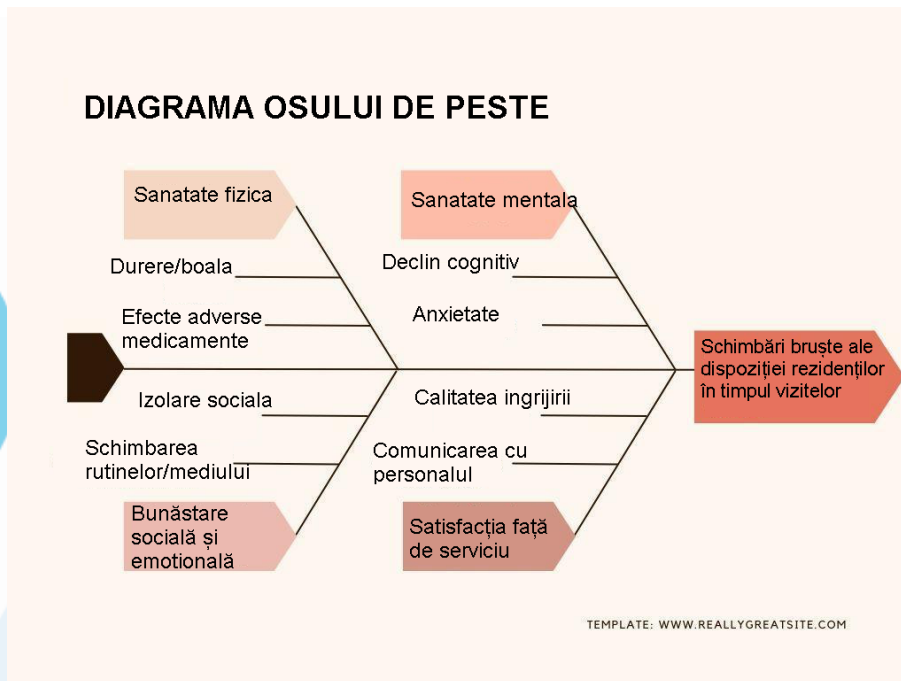 DIAGRAMA OSULUI DE PESTE
Sanatate fizica
Sanatate mentala
Durere/boala
Declin cognitiv
Efecte adverse
medicamente
Anxietate
Schimbări bruște ale
dispoziției rezidenților
în timpul vizitelor
Izolare sociala
Calitatea ingrijirii
Schimbarea
rutinelor/mediului
Comunicarea cu
personalul
Bunăstare
socială și
emotională
Satisfacția față
de serviciu
TEMPLATE: WWW.REALLYGREATSITE.COM